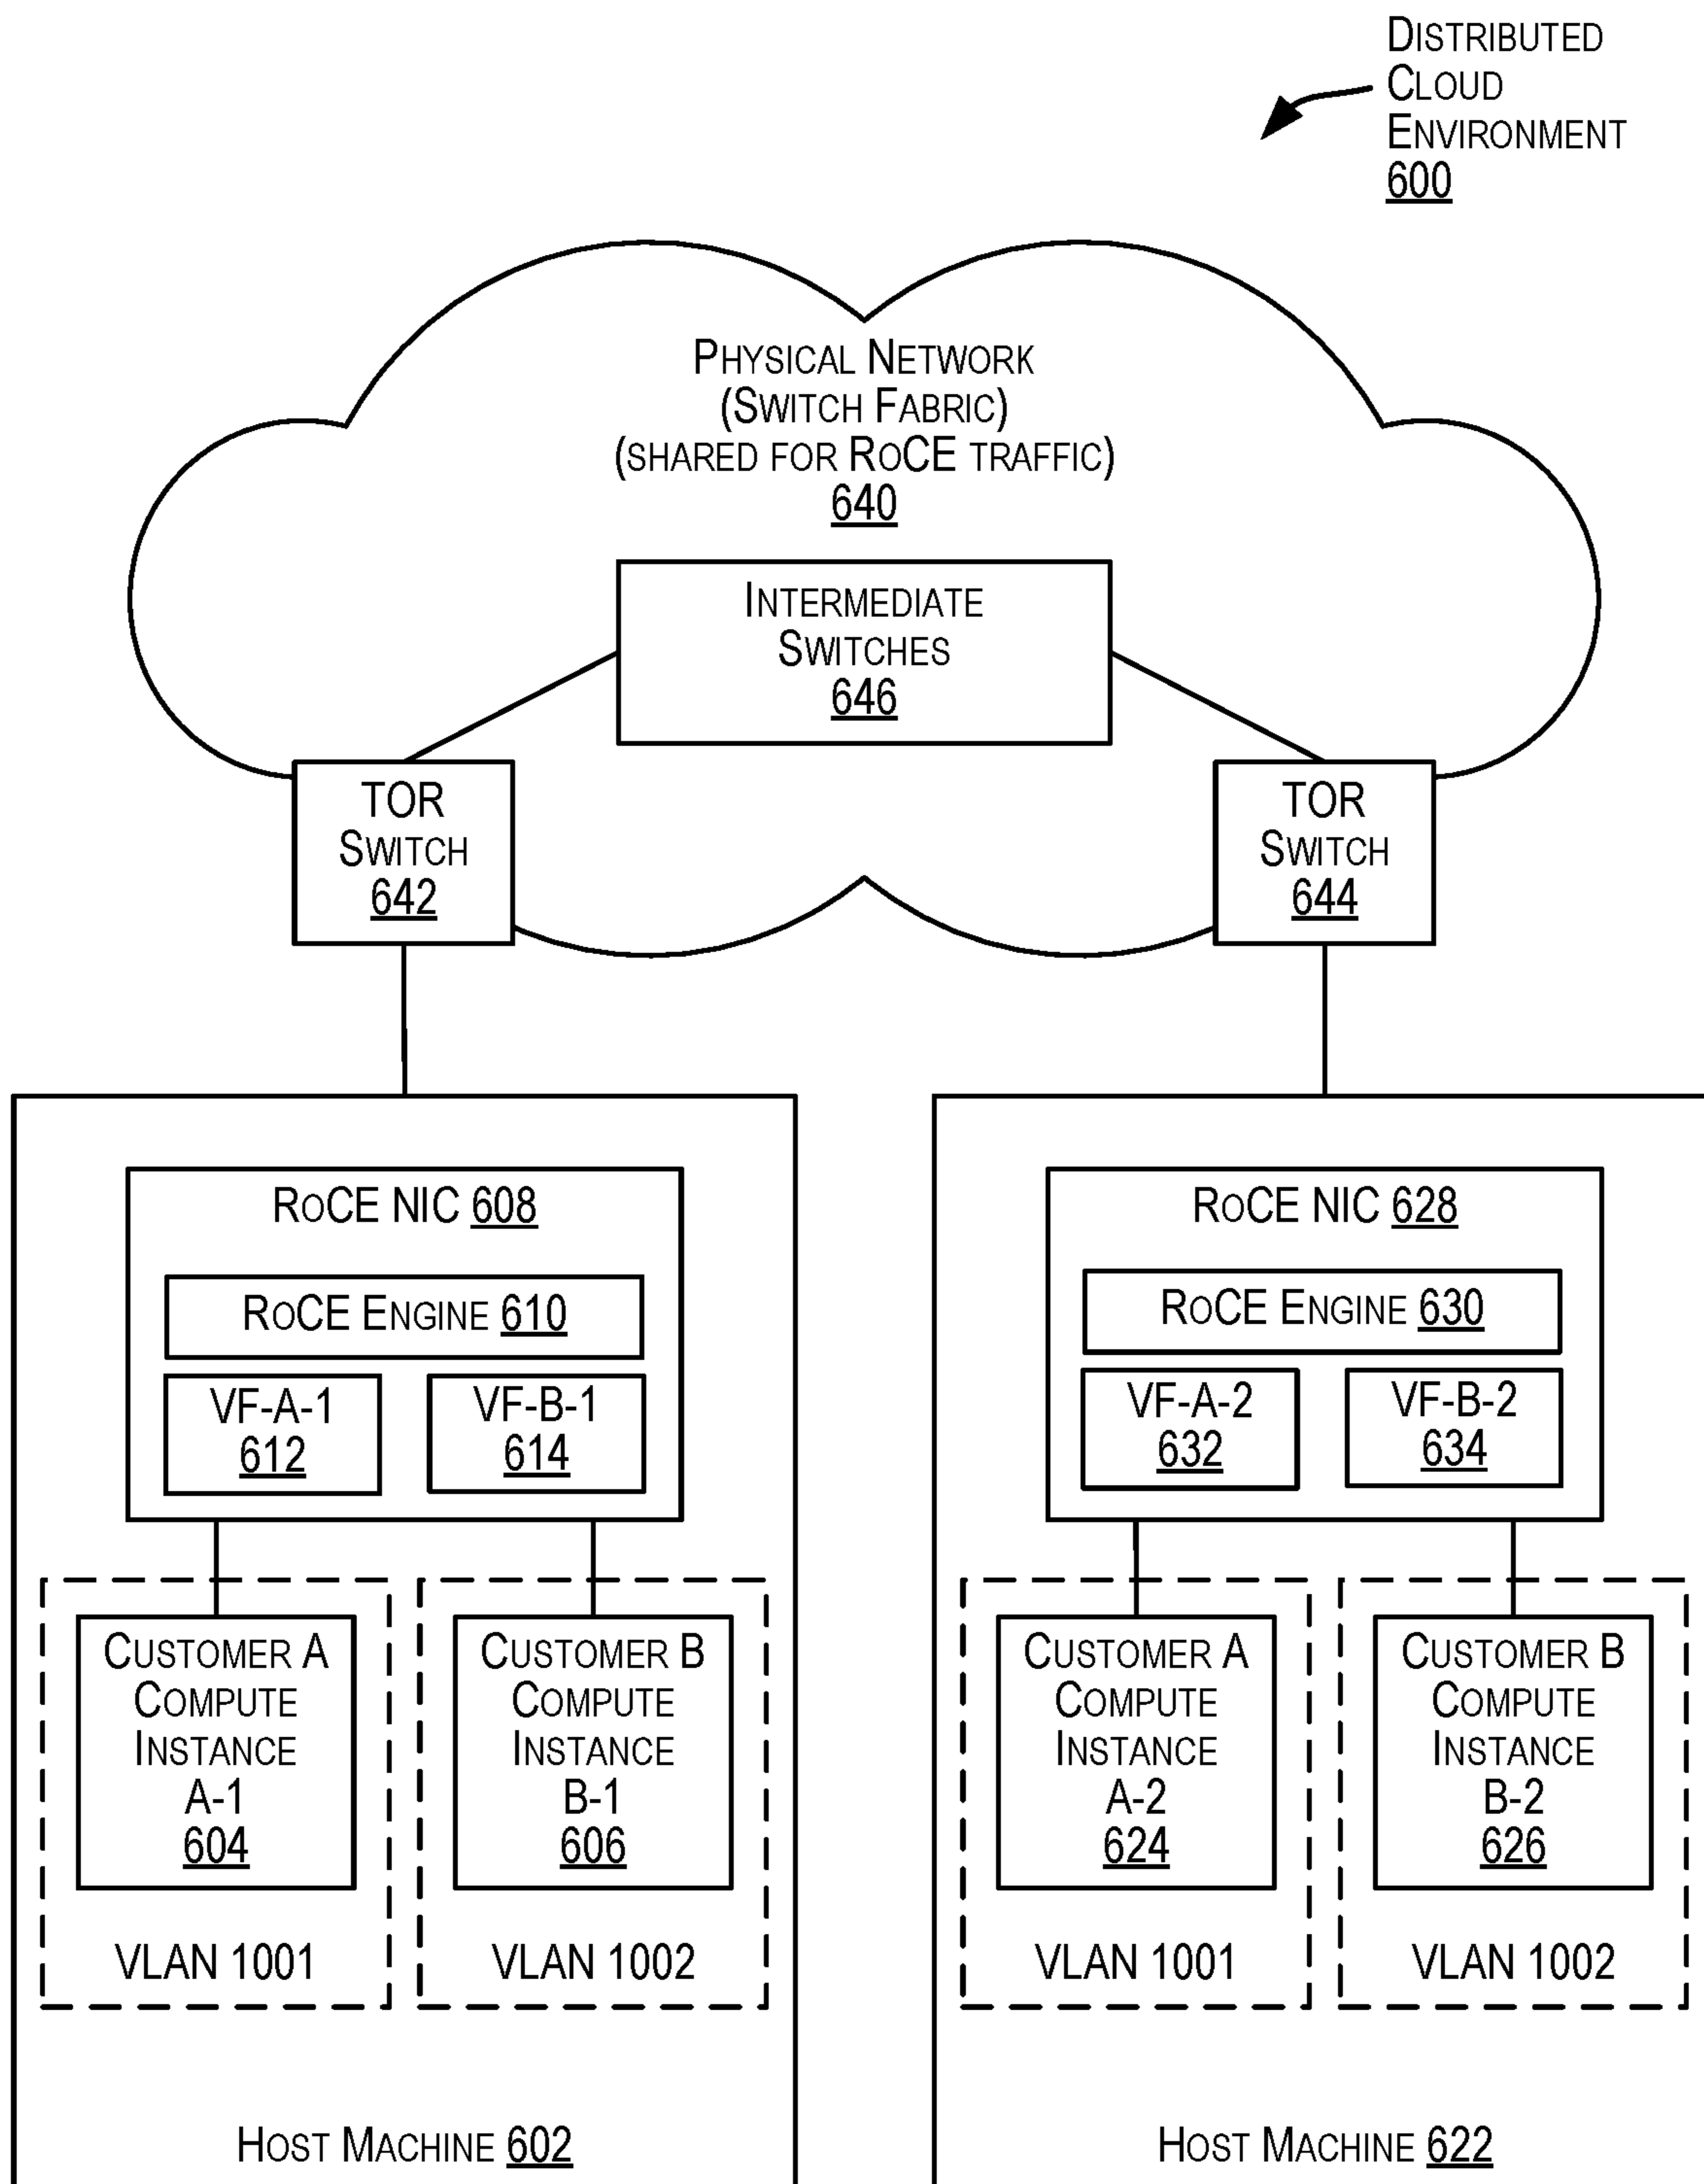 Distributed
Cloud
Environment
600
Physical Network
(Switch Fabric)
(shared for RoCE traffic)
640
Intermediate
Switches
646
TOR
Switch
642
TOR
Switch
644
RoCE NIC 608
RoCE Engine 610
VF-A-1
612
VF-B-1
614
Customer A
Compute
Instance
A-1
604
VLAN 1001
Customer B
Compute
Instance
B-1
606
VLAN 1002
Host Machine 602
RoCE NIC 628
RoCE Engine 630
VF-A-2
632
VF-B-2
634
Customer A
Compute
Instance
A-2
624
VLAN 1001
Customer B
Compute
Instance
B-2
626
VLAN 1002
Host Machine 622